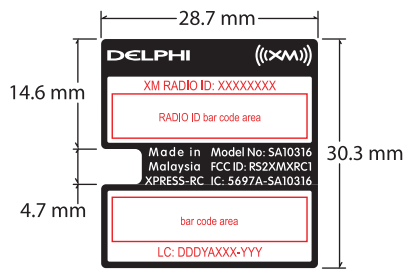 28.7 mm
DELPHI ((XM))
14.6 mm
XM RADIO ID: XXXXXXXX
RADIO ID bar code area
Made in Model No: SA10316
Malaysia FCC ID: RS2XMXRC1
XPRESS-RC IC: 5697A-SA10316
30.3 mm
4.7 mm
bar code area
LC: DDDYAXXX-YYY